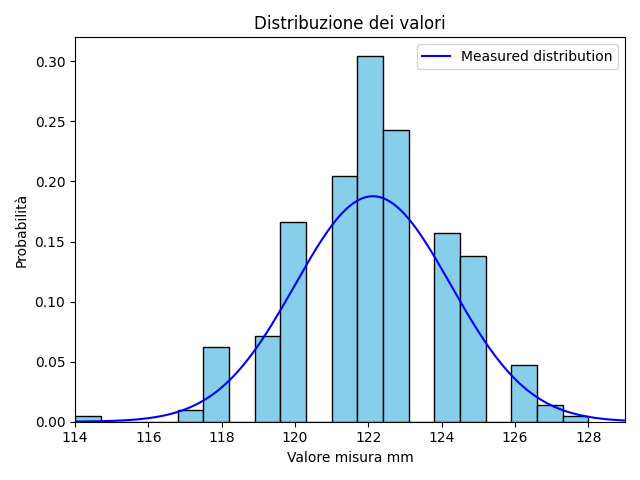 Distribuzione dei valori
Measured distribution
Probabilità
0.30
0.25
0.20
0.15
0.10
0.05
0.00
114 116 118 120 122 124 126 128
Valore misura mm